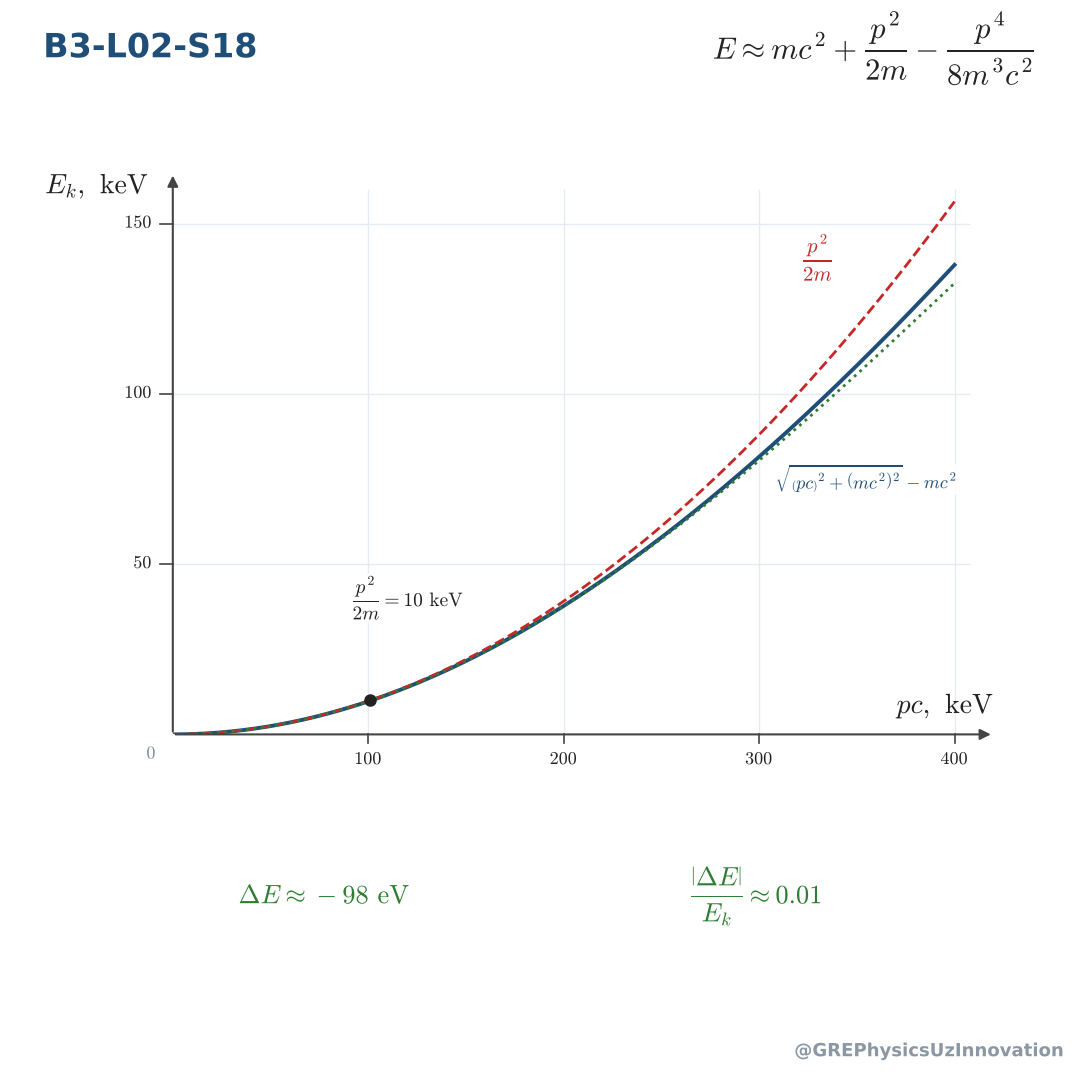 B3-L02-S18
E ≈ mc² + p²/2m − p⁴/8m³c²
E_k, keV
150
p²/2m
100
√((pc)² + (mc²)²) − mc²
50
p²/2m = 10 keV
pc, keV
0
100 200 300 400
ΔE ≈ −98 eV
|ΔE|/E_k ≈ 0.01
@GREPhysicsUzInnovation